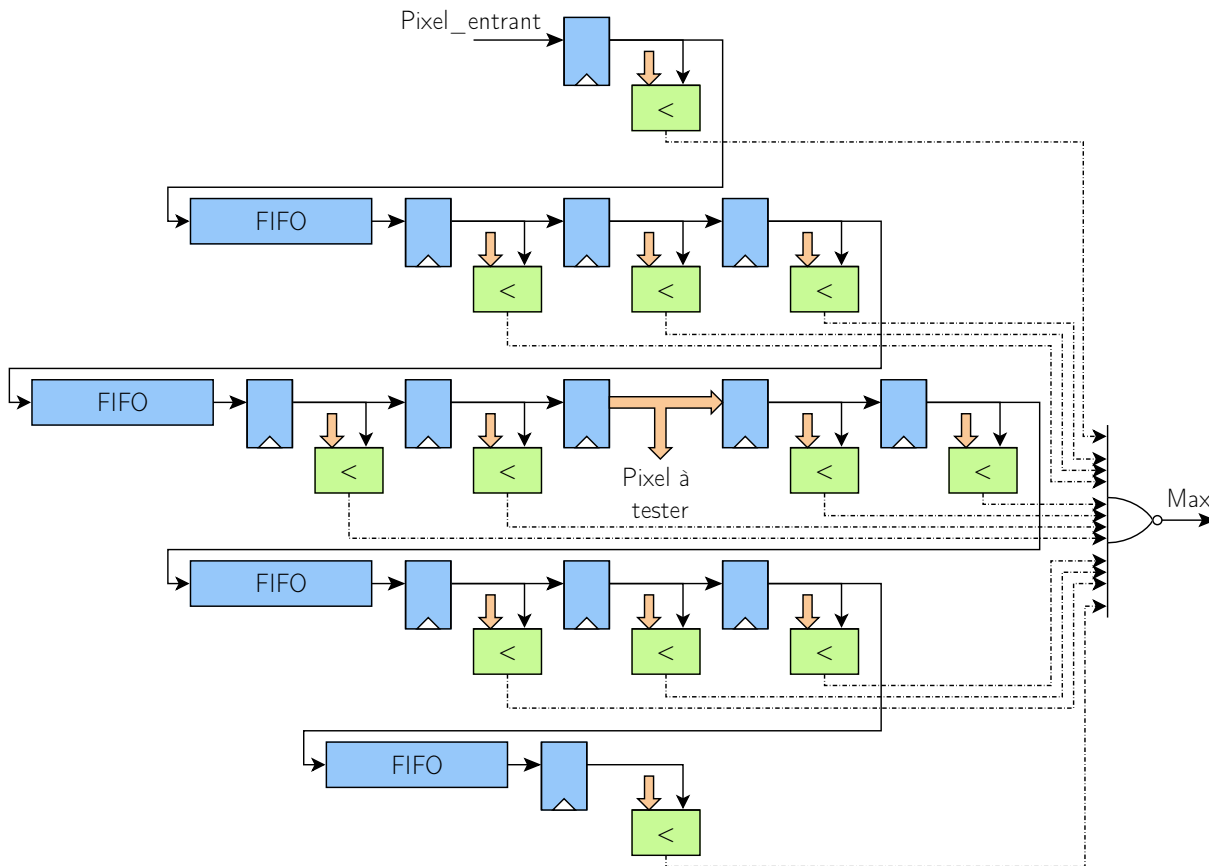 Pixel_entrant
<
FIFO
<
<
<
FIFO
<
<
Pixel à
tester
<
<
Max
FIFO
<
<
<
FIFO
<